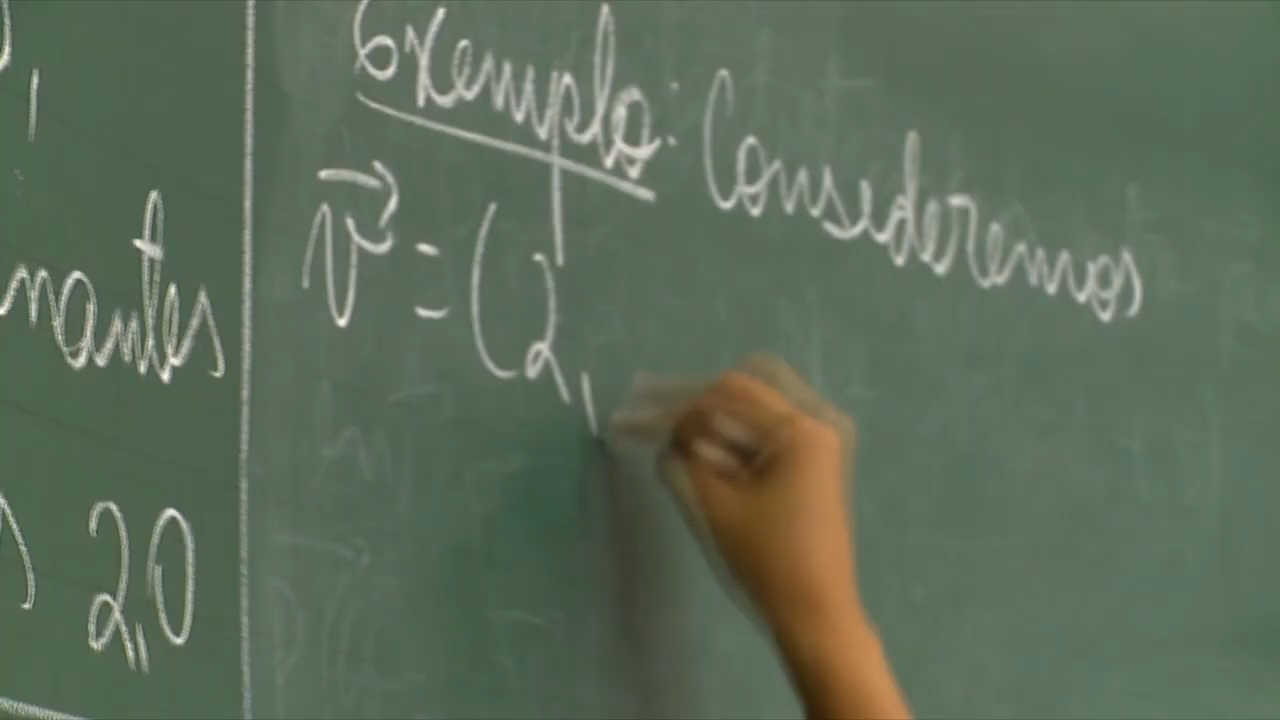 nantes
2,0
Exemplo: Consideremos
v⃗ = (2,